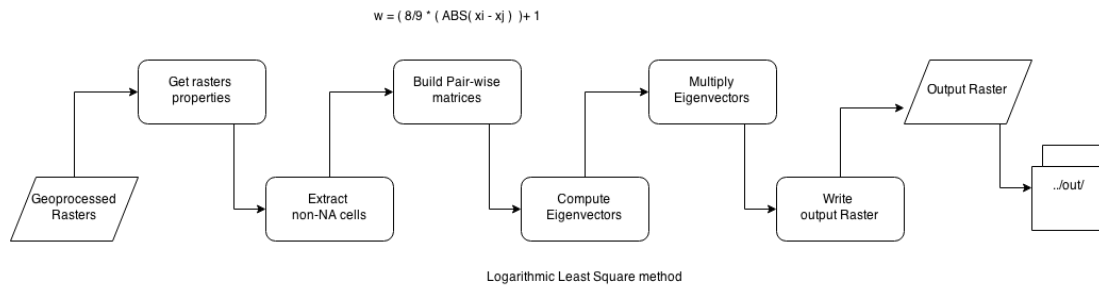 w = ( 8/9 * ( ABS( xi - xj )  )+ 1
Geoprocessed
Rasters
Get rasters
properties
Extract
non-NA cells
Build Pair-wise
matrices
Compute
Eigenvectors
Multiply
Eigenvectors
Write
output Raster
Output Raster
../out/
Logarithmic Least Square method